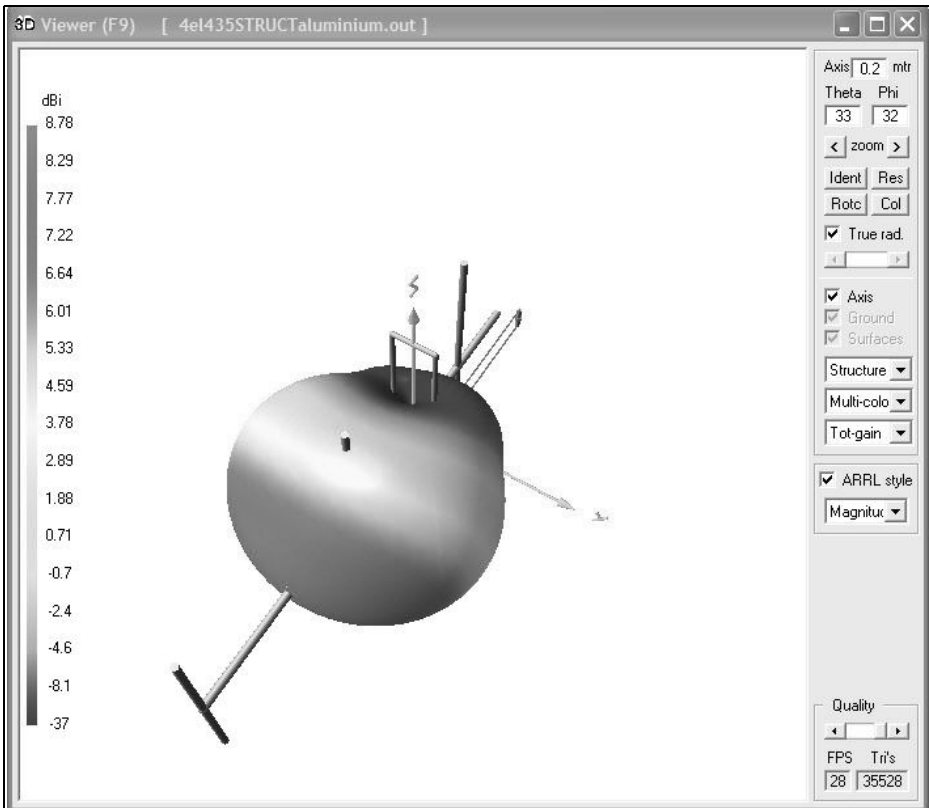 3D Viewer (F9) [ 4el435STRUCTaluminium.out ]
dBi
8.78
8.29
7.77
7.22
6.64
6.01
5.33
4.59
3.78
2.89
1.88
0.71
-0.7
-2.4
-4.6
-8.1
-37
Axis 0.2 mtr
Theta Phi
33 32
< zoom >
Ident Res
Rotc Col
True rad.
Axis
Ground
Surfaces
Structure
Multi-colo
Tot-gain
ARRL style
Magnitu
Quality
FPS Tri's
28 35528